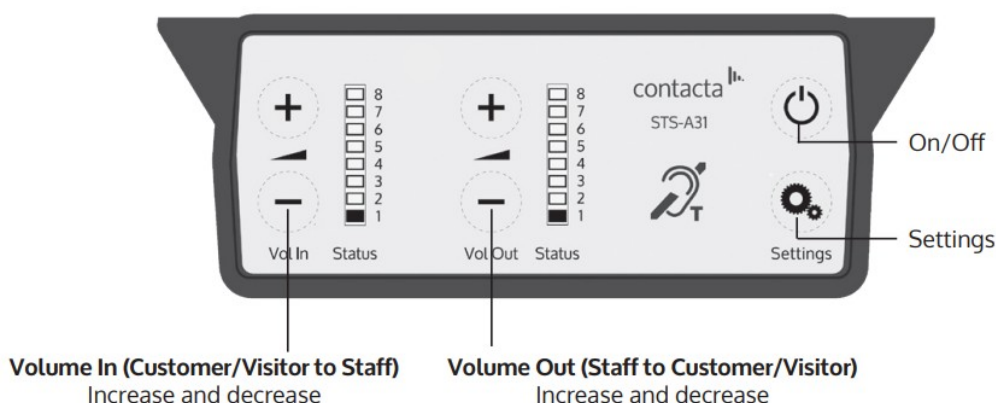 8
7
6
5
4
3
2
1
Vol In Status
8
7
6
5
4
3
2
1
Vol Out Status
contacta
STS-A31
T
Settings
On/Off
Settings
Volume In (Customer/Visitor to Staff)
Increase and decrease
Volume Out (Staff to Customer/Visitor)
Increase and decrease